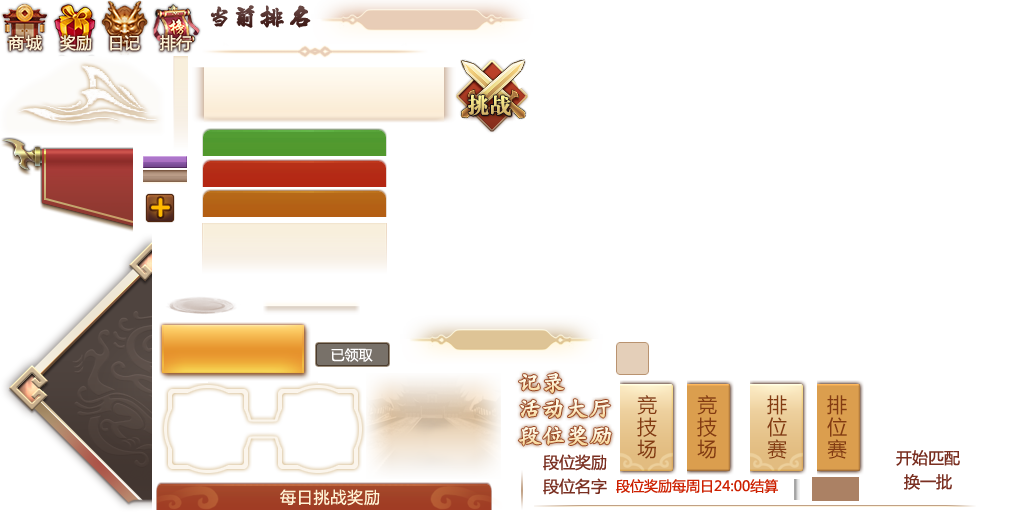 商城
奖励
日记
榜
排行
当前排名
挑战
已领取
记录
活动大厅
段位奖励
段位奖励
段位名字
竞技场
竞技场
排位赛
排位赛
段位奖励每周日24:00结算
开始匹配
换一批
每日挑战奖励